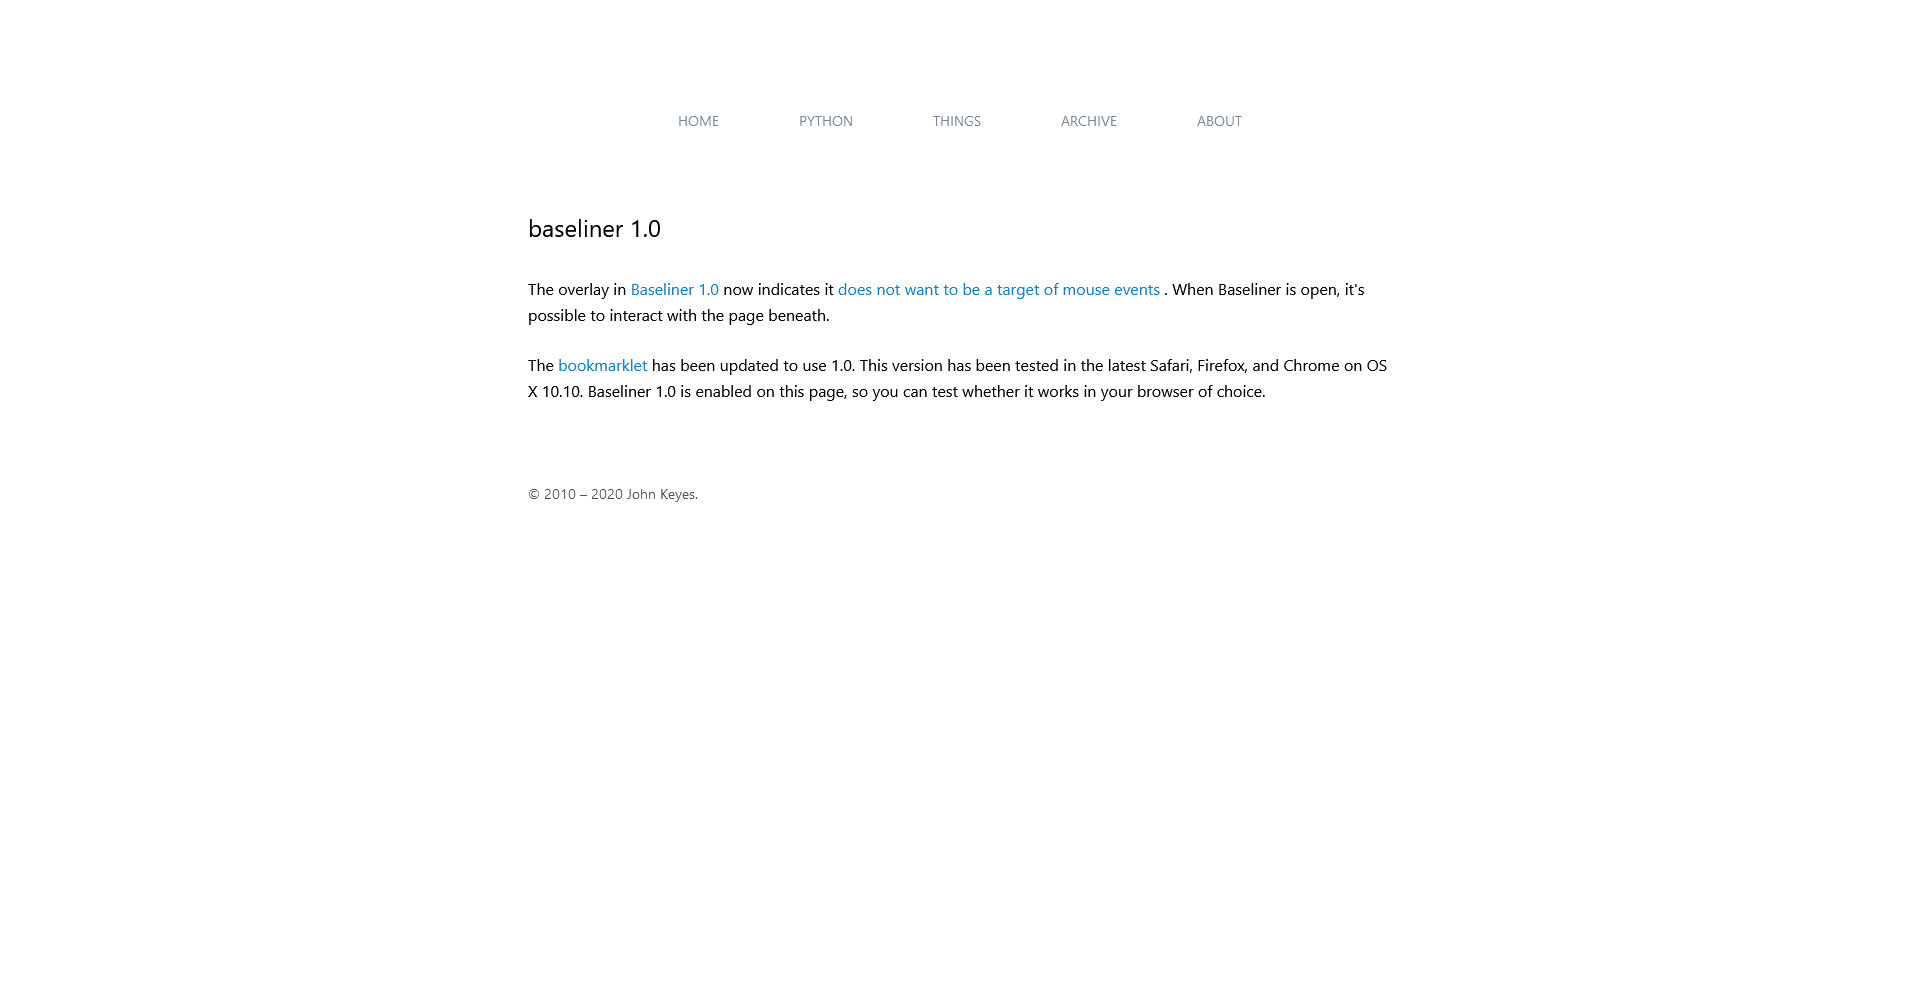 HOME PYTHON THINGS ARCHIVE ABOUT
baseliner 1.0
The overlay in Baseliner 1.0 now indicates it does not want to be a target of mouse events . When Baseliner is open, it's
possible to interact with the page beneath.
The bookmarklet has been updated to use 1.0. This version has been tested in the latest Safari, Firefox, and Chrome on OS
X 10.10. Baseliner 1.0 is enabled on this page, so you can test whether it works in your browser of choice.
© 2010 – 2020 John Keyes.